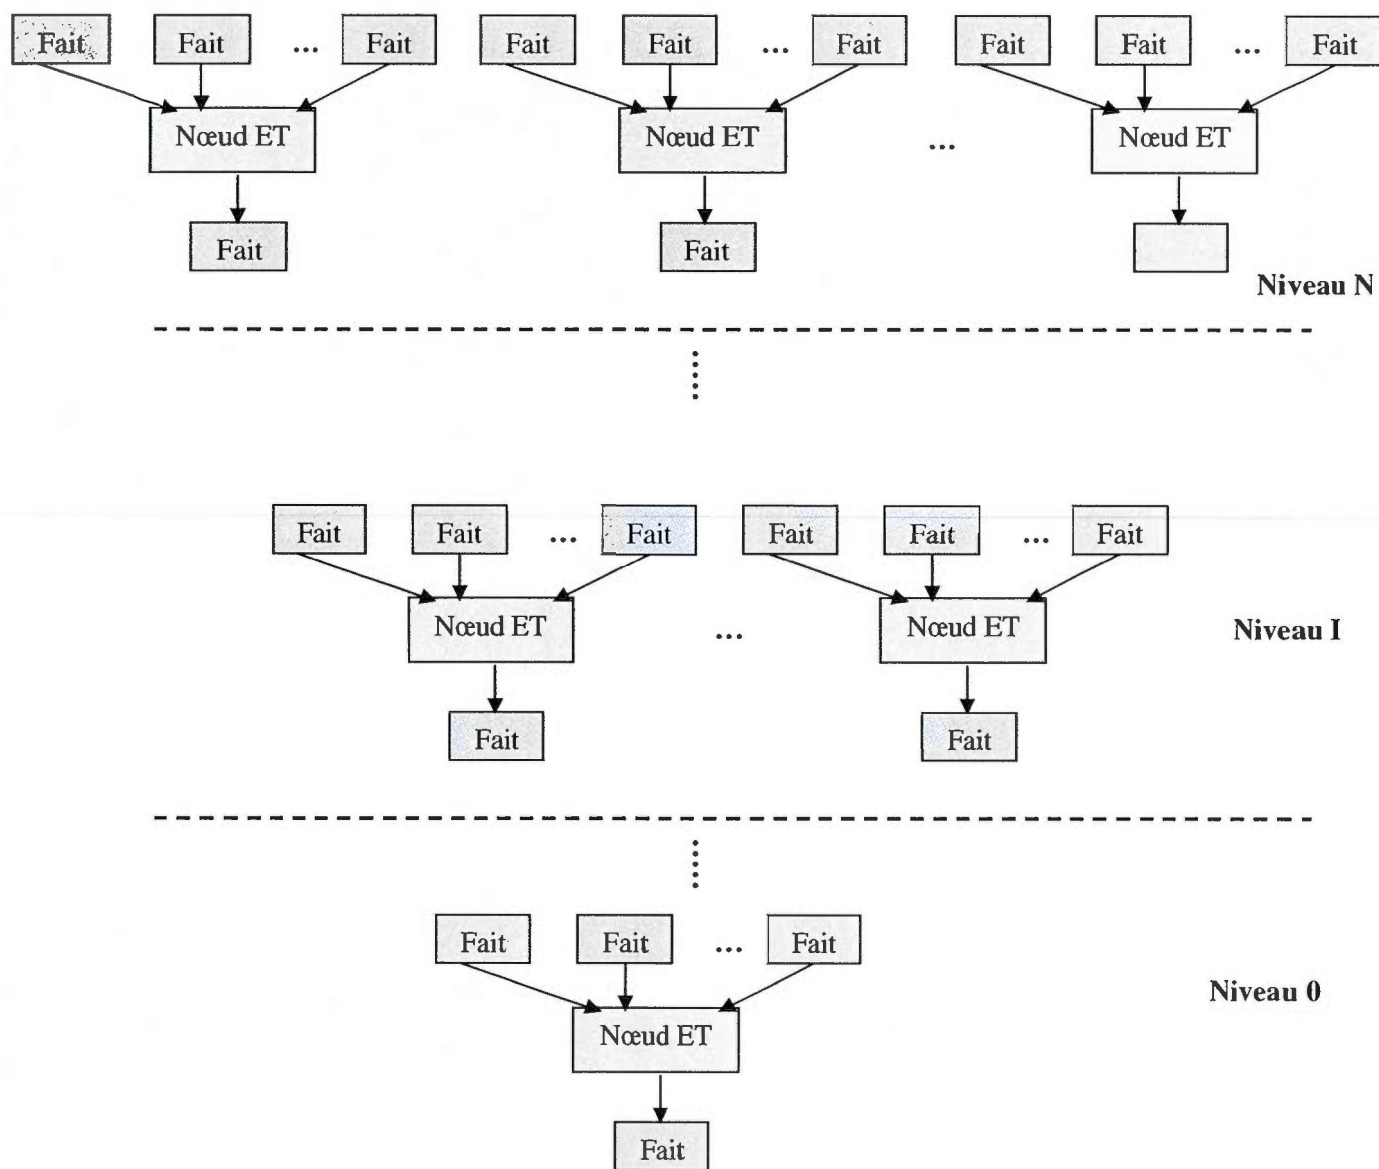 Fait Fait ... Fait Fait Fait ... Fait Fait Fait ... Fait
Nœud ET Nœud ET ... Nœud ET
Fait Fait
Niveau N
Fait Fait ... Fait Fait Fait ... Fait
Nœud ET ... Nœud ET
Niveau I
Fait Fait
Fait Fait ... Fait
Niveau 0
Nœud ET
Fait